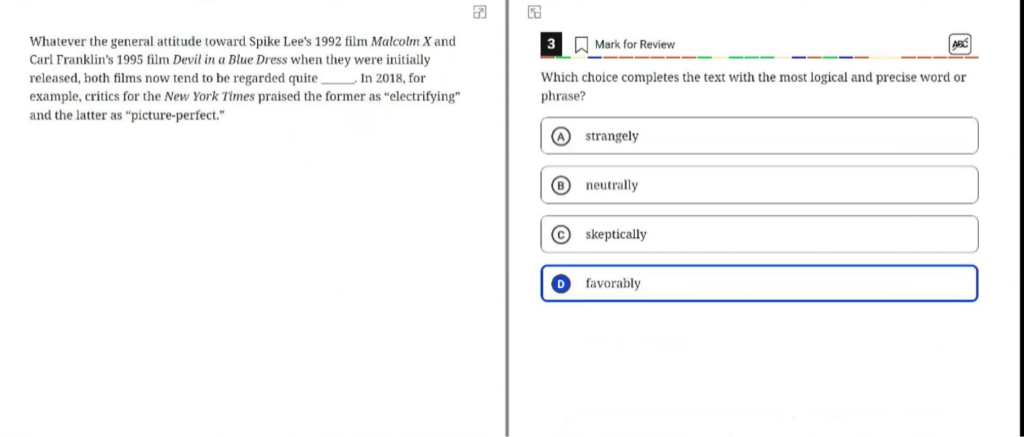 Whatever the general attitude toward Spike Lee's 1992 film Malcolm X and
Carl Franklin's 1995 film Devil in a Blue Dress when they were initially
released, both films now tend to be regarded quite _____. In 2018, for
example, critics for the New York Times praised the former as “electrifying”
and the latter as “picture-perfect.”
3 Mark for Review ABC
Which choice completes the text with the most logical and precise word or
phrase?
A strangely
B neutrally
C skeptically
D favorably